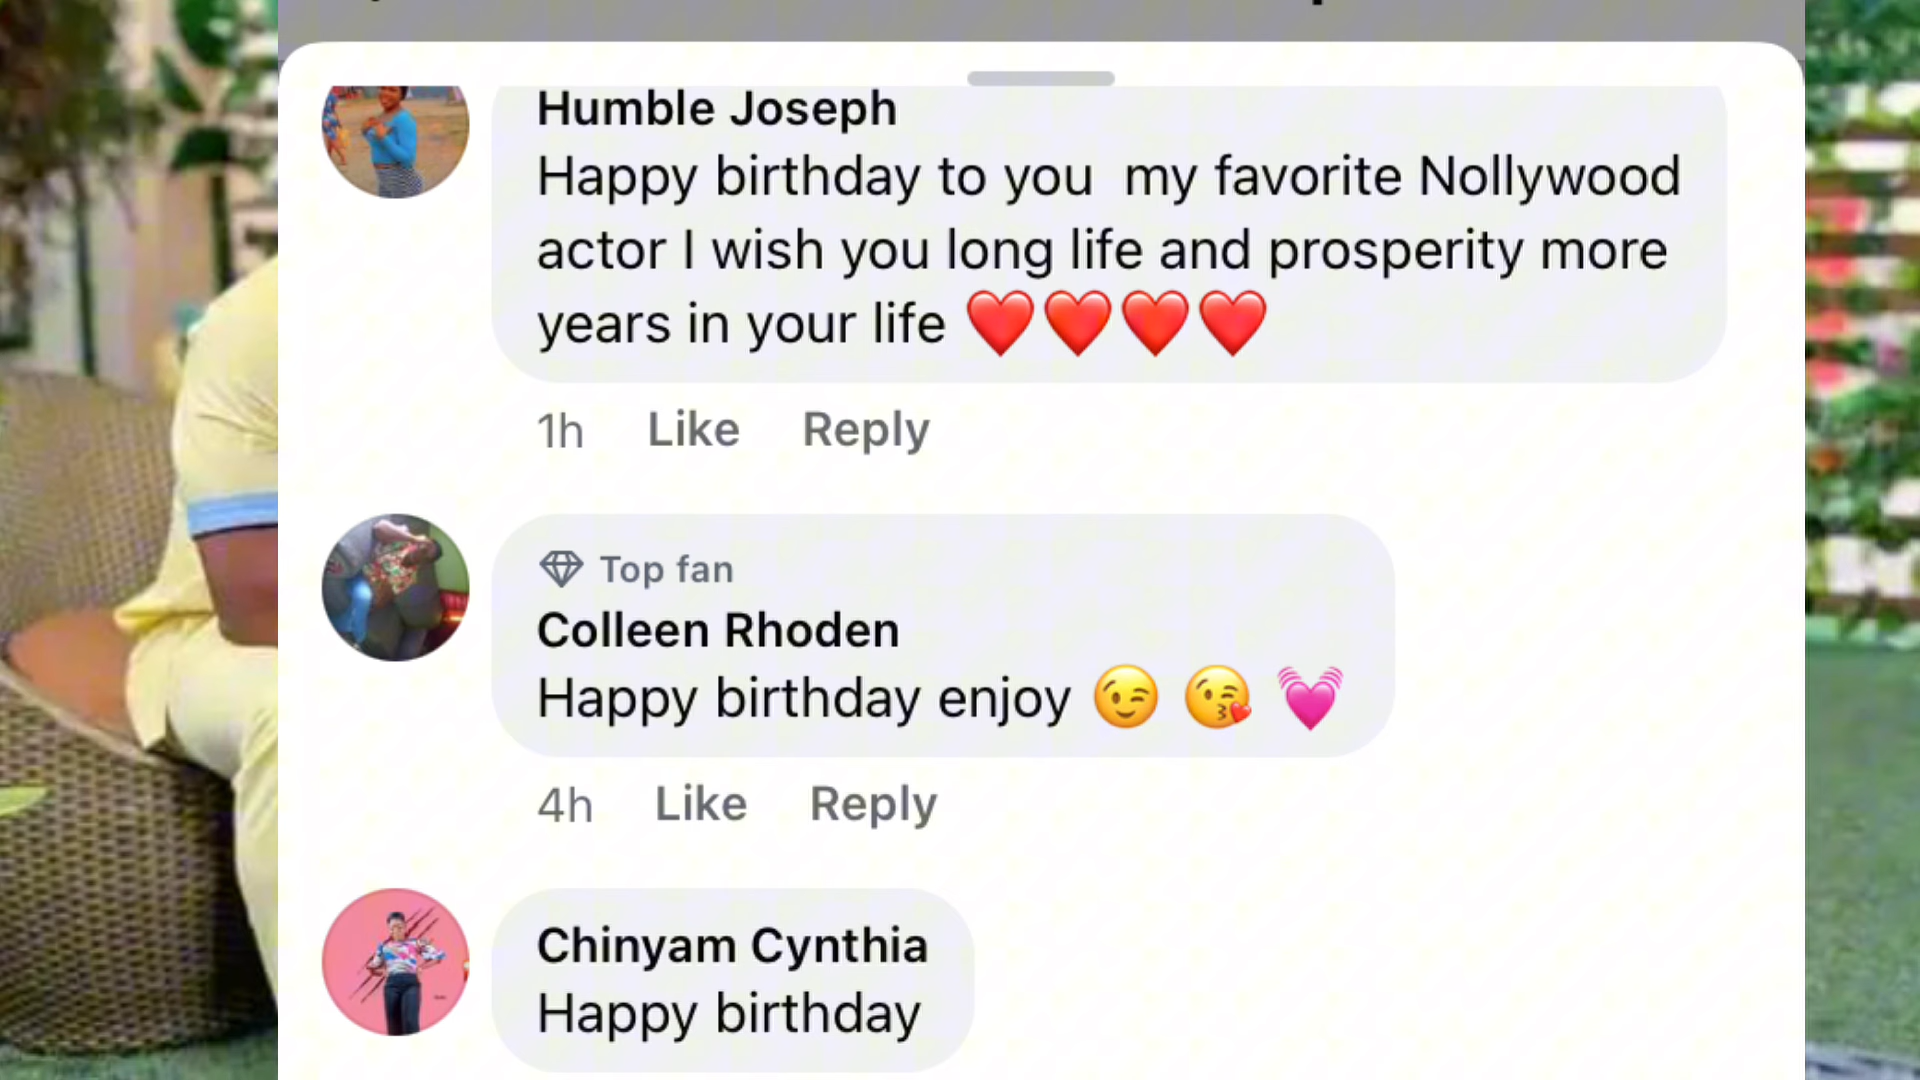 Humble Joseph
Happy birthday to you  my favorite Nollywood
actor I wish you long life and prosperity more
years in your life ❤️❤️❤️❤️
1h Like Reply
Top fan
Colleen Rhoden
Happy birthday enjoy 😉 😘 💓
4h Like Reply
Chinyam Cynthia
Happy birthday